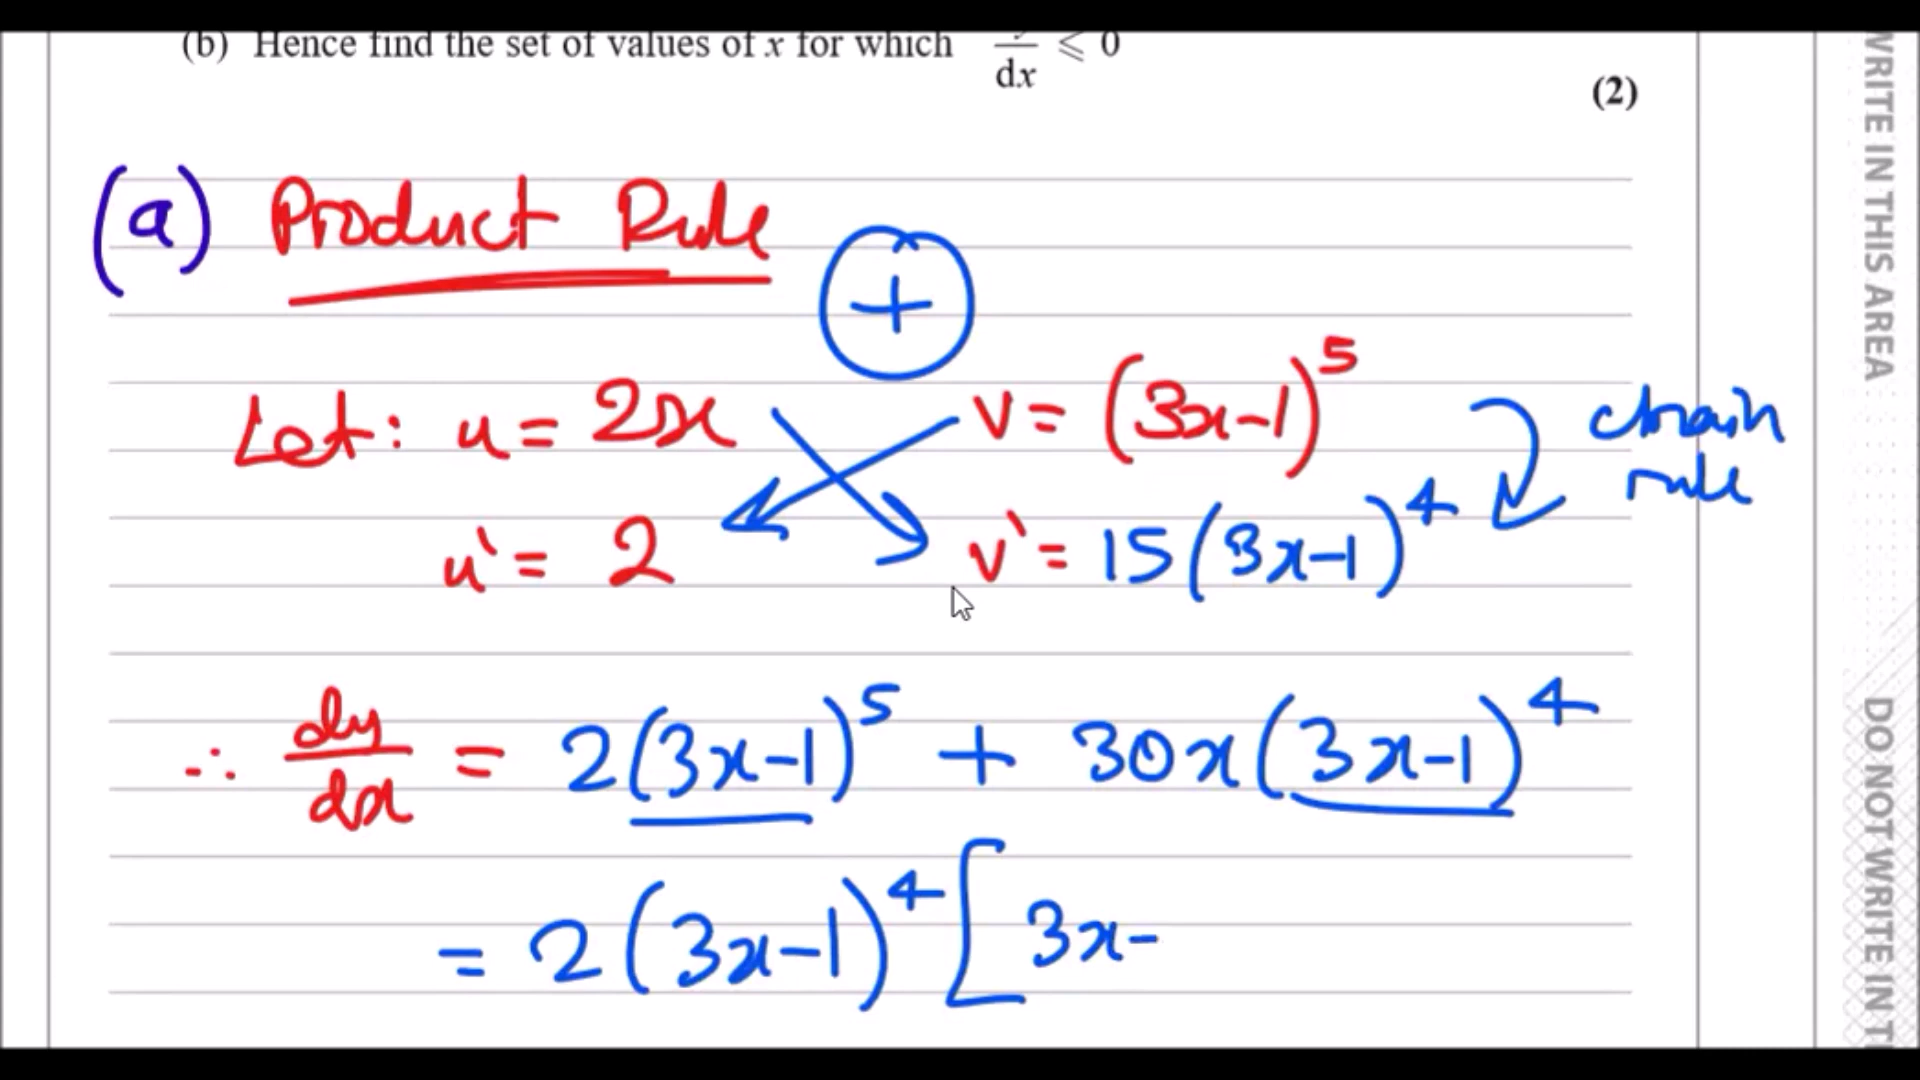 (b) Hence find the set of values of x for which dy/dx ⩽ 0
(2)
(a) Product Rule
+
Let: u = 2x v = (3x-1)^5
chain
rule
u' = 2 v' = 15(3x-1)^4
∴ dy/dx = 2(3x-1)^5 + 30x(3x-1)^4
= 2(3x-1)^4 [3x-
WRITE IN THIS AREA
DO NOT WRITE IN T